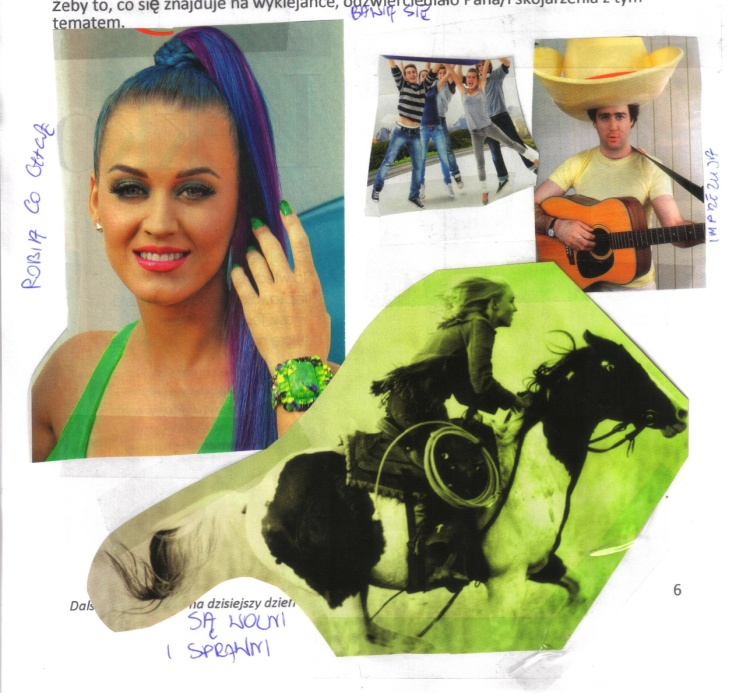 żeby to, co się znajduje na wyklejance, odzwierciedlało Pana/i skojarzenia z tym
tematem.
BAWIĄ SIĘ
ROBIĄ CO CHCĄ
IMPREZUJĄ
6
na dzisiejszy dzień
SĄ WOLNI
I SPRAWNI